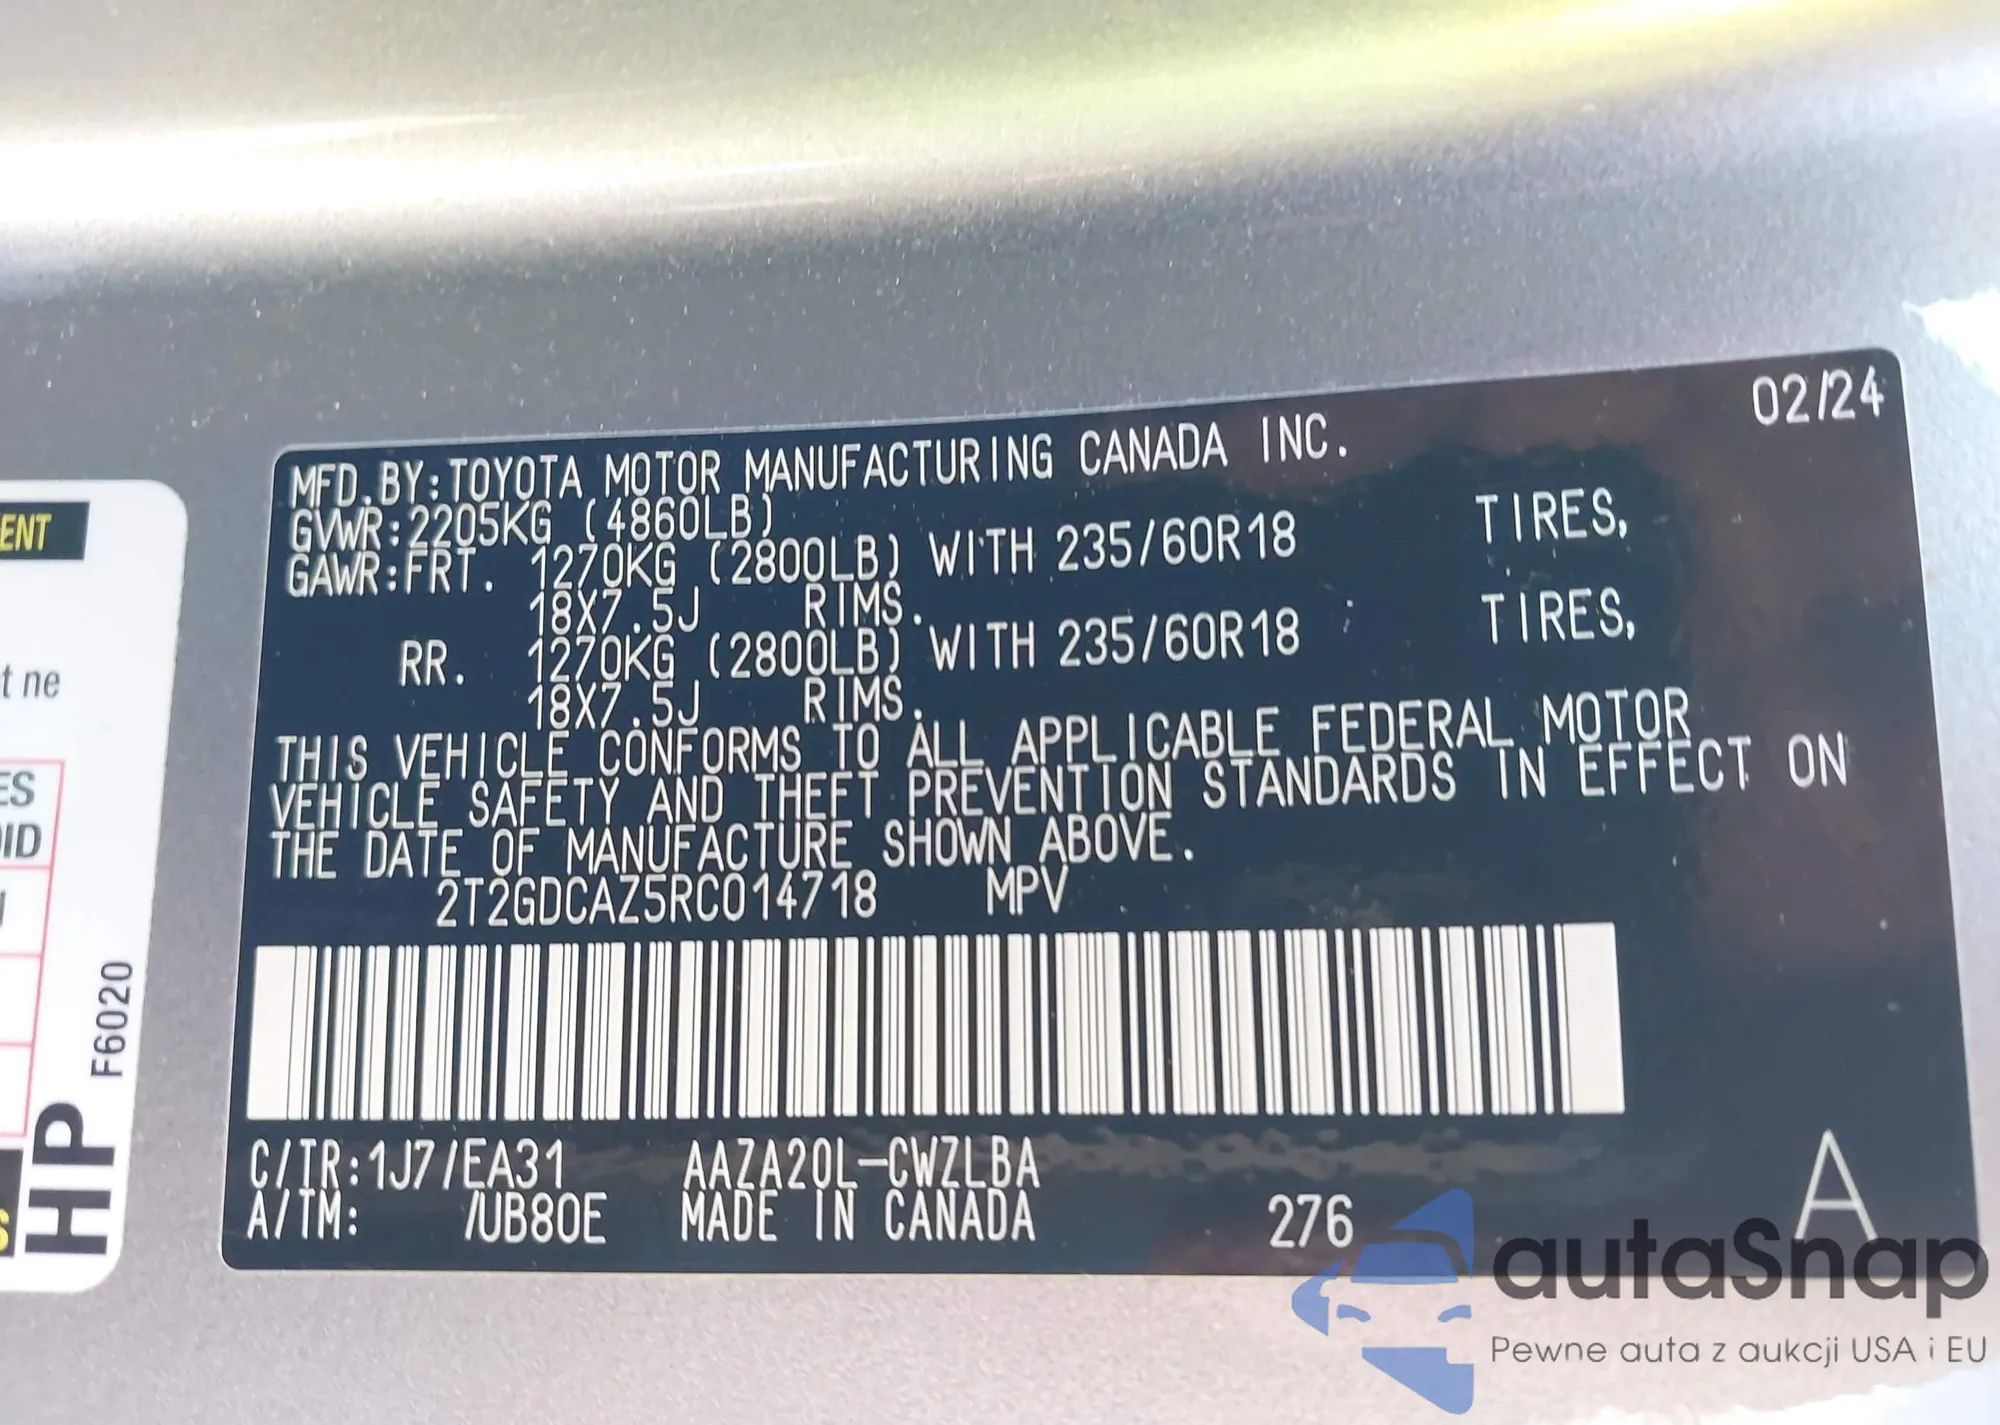 02/24
MFD.BY:TOYOTA MOTOR MANUFACTURING CANADA INC.
GVWR:2205KG (4860LB)
GAWR:FRT. 1270KG (2800LB) WITH 235/60R18 TIRES,
18X7.5J RIMS.
RR. 1270KG (2800LB) WITH 235/60R18 TIRES,
18X7.5J RIMS.
THIS VEHICLE CONFORMS TO ALL APPLICABLE FEDERAL MOTOR
VEHICLE SAFETY AND THEFT PREVENTION STANDARDS IN EFFECT ON
THE DATE OF MANUFACTURE SHOWN ABOVE.
2T2GDCAZ5RC014718 MPV
C/TR:1J7/EA31 AAZA20L-CWZLBA
A/TM: /UB80E MADE IN CANADA 276 A
ENT
t ne
ES
ID
HP F6020
autaSnap
Pewne auta z aukcji USA i EU